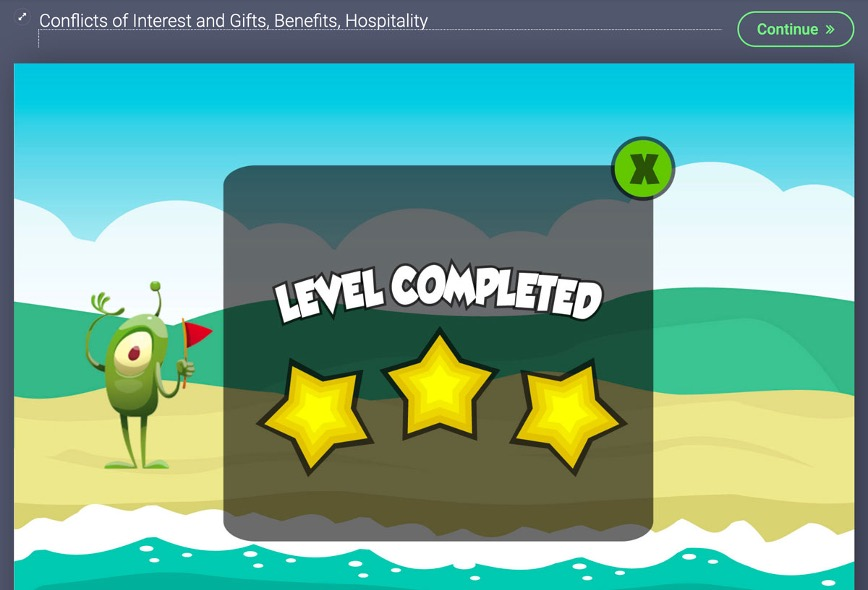 Conflicts of Interest and Gifts, Benefits, Hospitality
Continue »
X
LEVEL COMPLETED